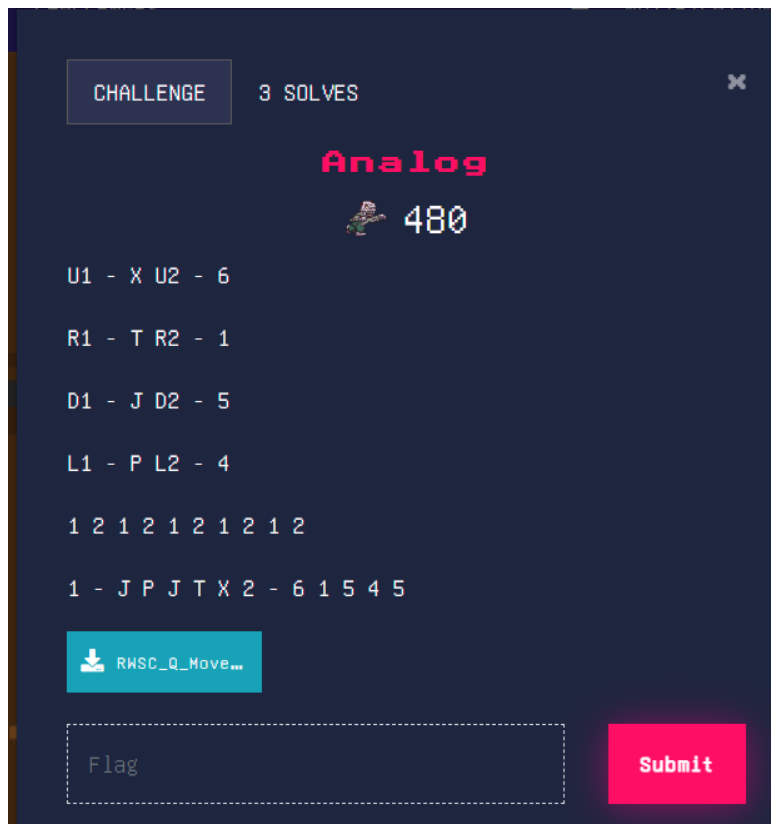 CHALLENGE 3 SOLVES
Analog
480
U1 - X U2 - 6
R1 - T R2 - 1
D1 - J D2 - 5
L1 - P L2 - 4
1 2 1 2 1 2 1 2 1 2
1 - J P J T X 2 - 6 1 5 4 5
RWSC_Q_Move…
Flag
Submit